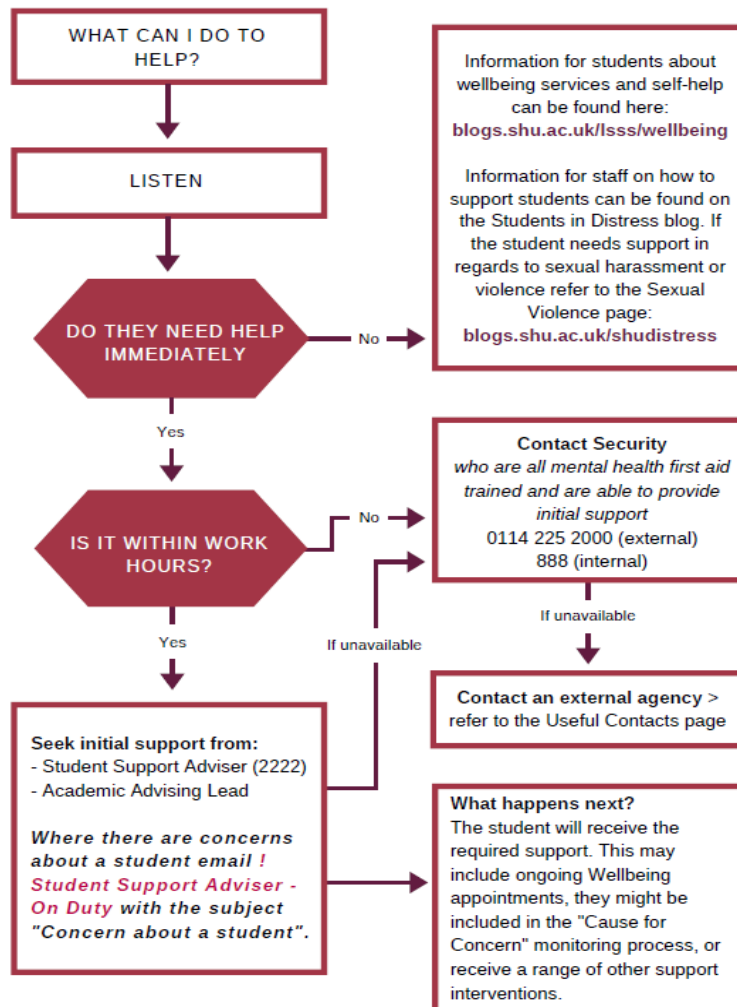 WHAT CAN I DO TO
HELP?
LISTEN
DO THEY NEED HELP
IMMEDIATELY
No
Information for students about
wellbeing services and self-help
can be found here:
blogs.shu.ac.uk/lsss/wellbeing
Information for staff on how to
support students can be found on
the Students in Distress blog. If
the student needs support in
regards to sexual harassment or
violence refer to the Sexual
Violence page:
blogs.shu.ac.uk/shudistress
Yes
IS IT WITHIN WORK
HOURS?
No
Contact Security
who are all mental health first aid
trained and are able to provide
initial support
0114 225 2000 (external)
888 (internal)
Yes
If unavailable
If unavailable
Contact an external agency >
refer to the Useful Contacts page
Seek initial support from:
- Student Support Adviser (2222)
- Academic Advising Lead
Where there are concerns
about a student email !
Student Support Adviser -
On Duty with the subject
"Concern about a student".
What happens next?
The student will receive the
required support. This may
include ongoing Wellbeing
appointments, they might be
included in the "Cause for
Concern" monitoring process, or
receive a range of other support
interventions.